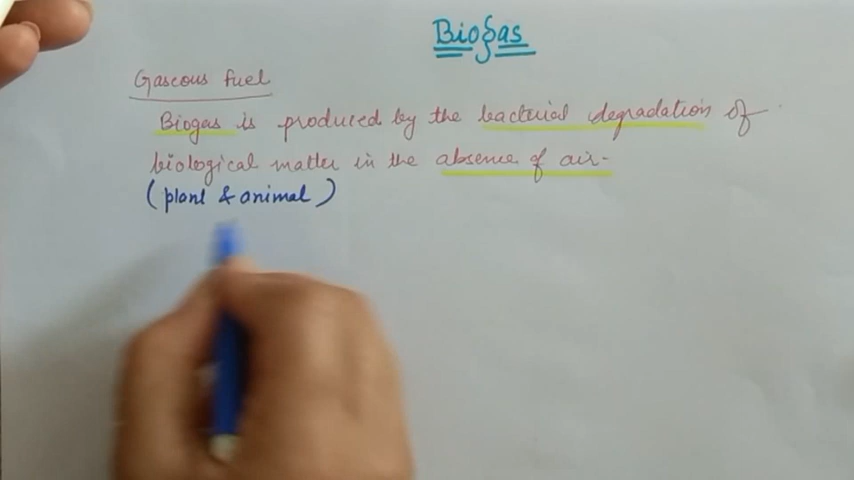 Biogas
Gaseous fuel
Biogas is produced by the bacterial degradation of
biological matter in the absence of air.
(plant & animal)